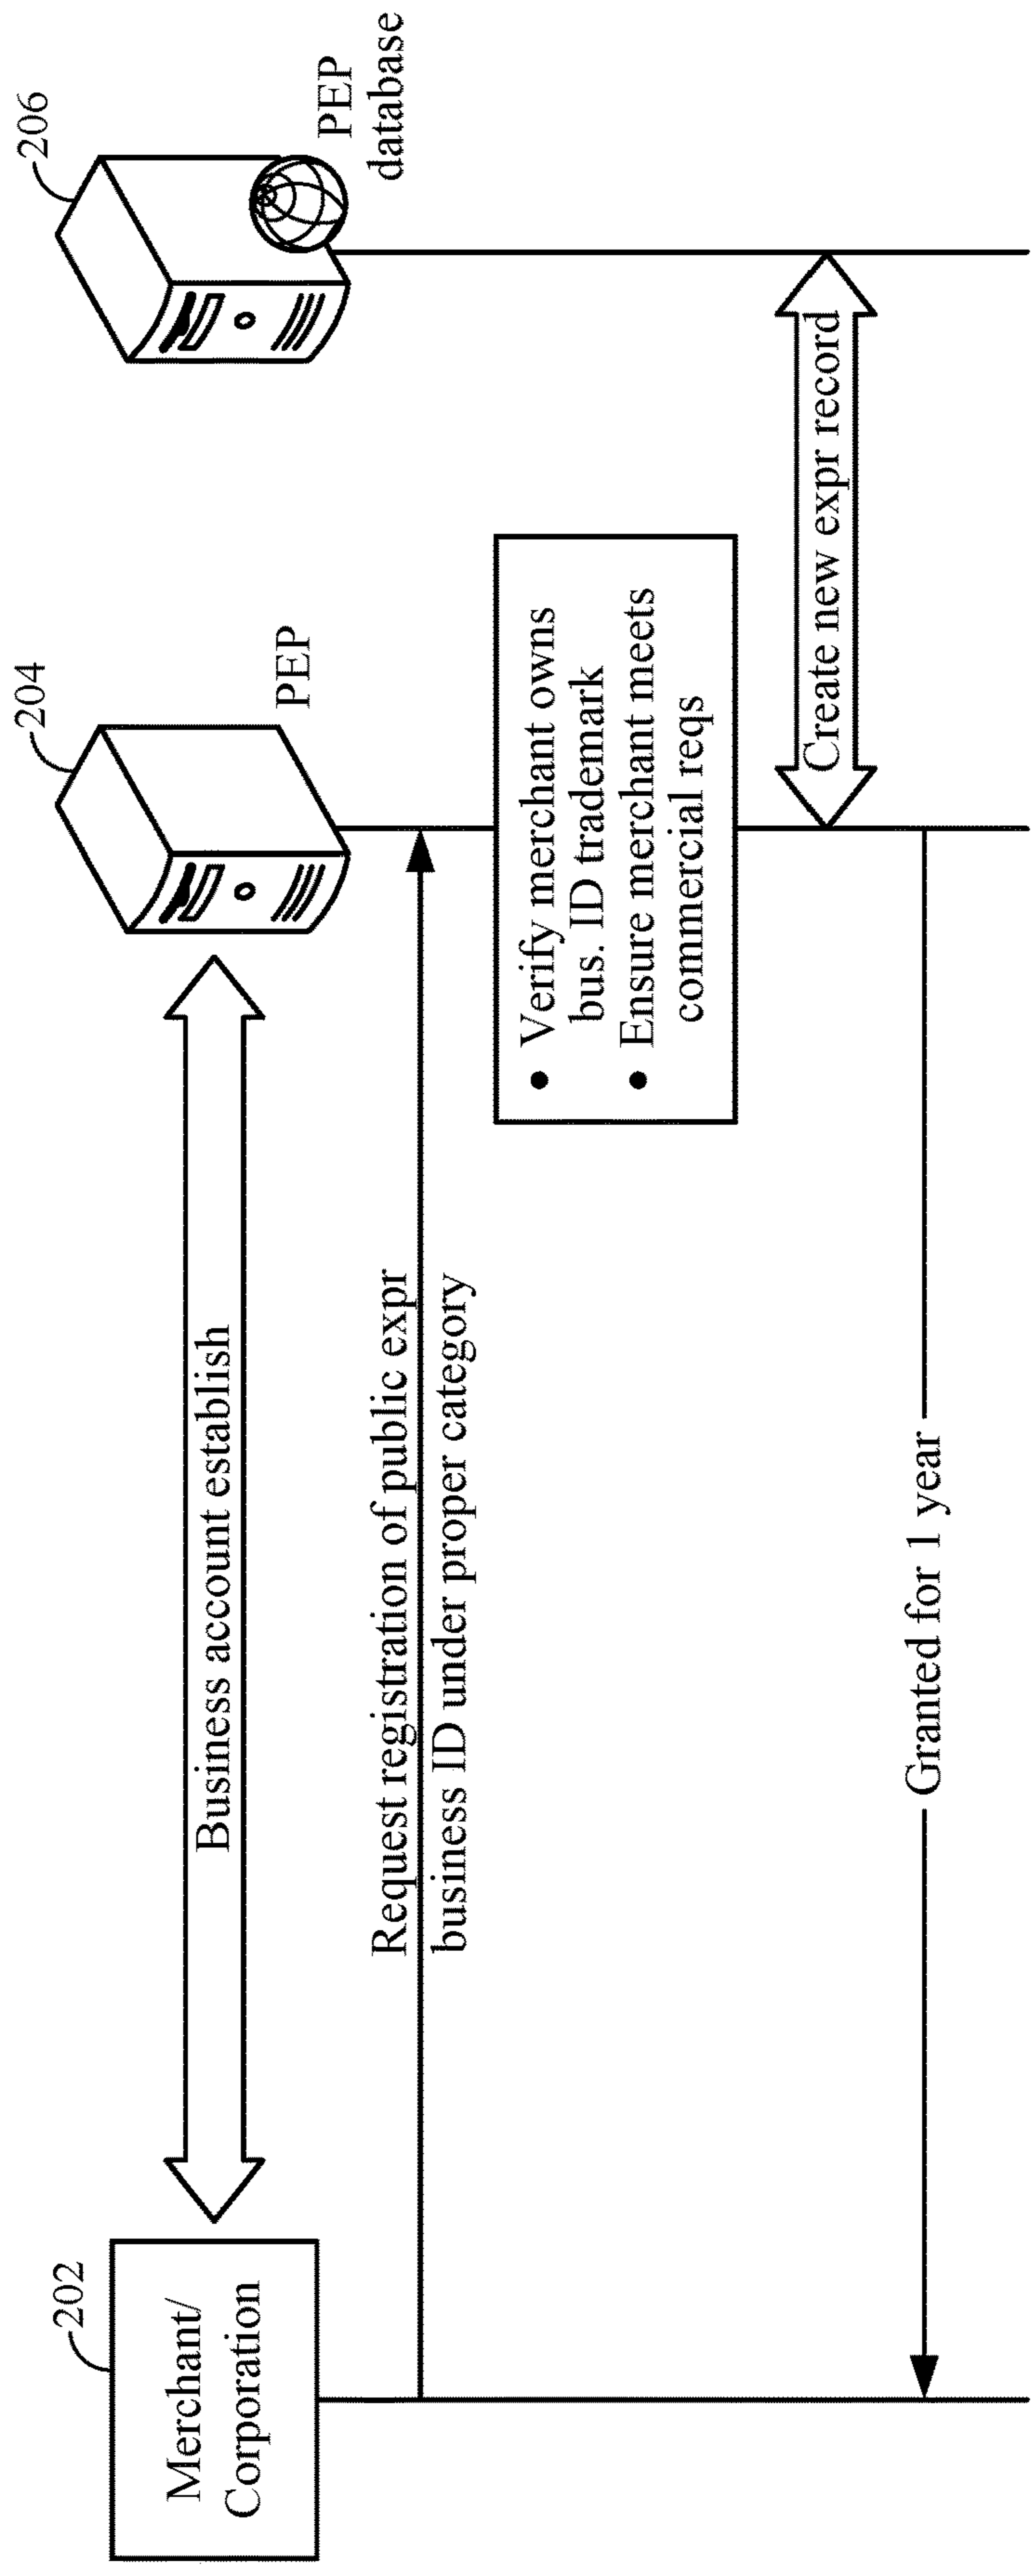 202
Merchant/
Corporation
204
PEP
206
PEP
database
Business account establish
Request registration of public expr
business ID under proper category
• Verify merchant owns
bus. ID trademark
• Ensure merchant meets
commercial reqs
Create new expr record
Granted for 1 year